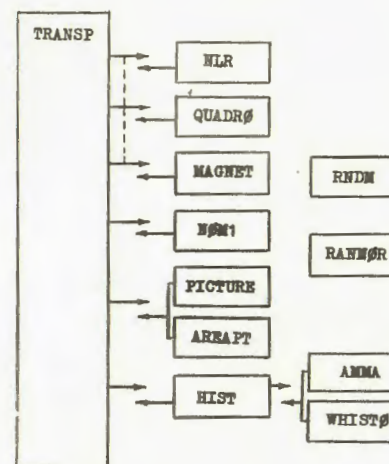 TRANSP
NLR
QUADRØ
MAGNET
RNDM
NØM1
RANNØR
PICTURE
AREAPT
AMMA
HIST
WHISTØ